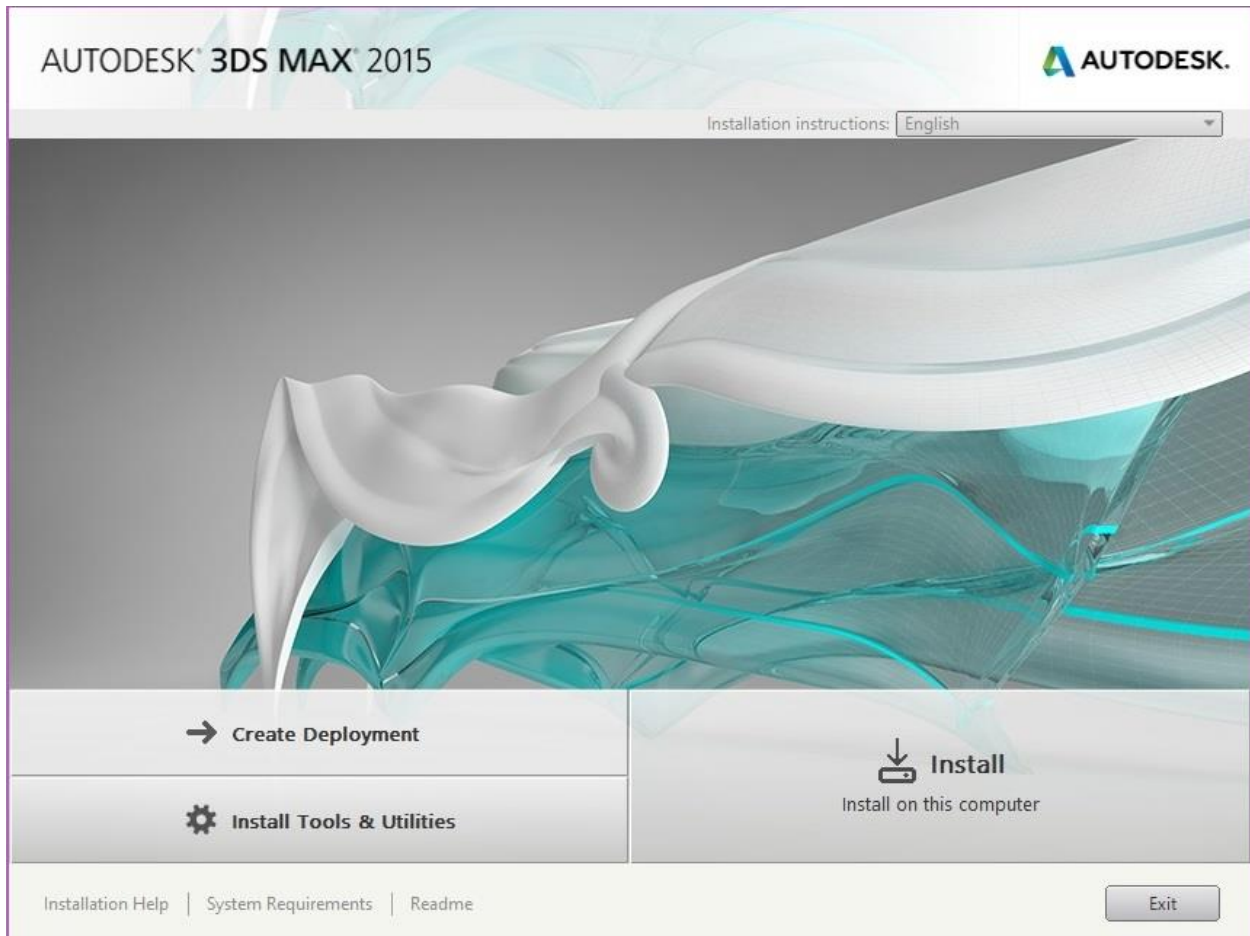 AUTODESK® 3DS MAX® 2015
AUTODESK.
Installation instructions: English
Create Deployment
Install Tools & Utilities
Install
Install on this computer
Installation Help | System Requirements | Readme
Exit